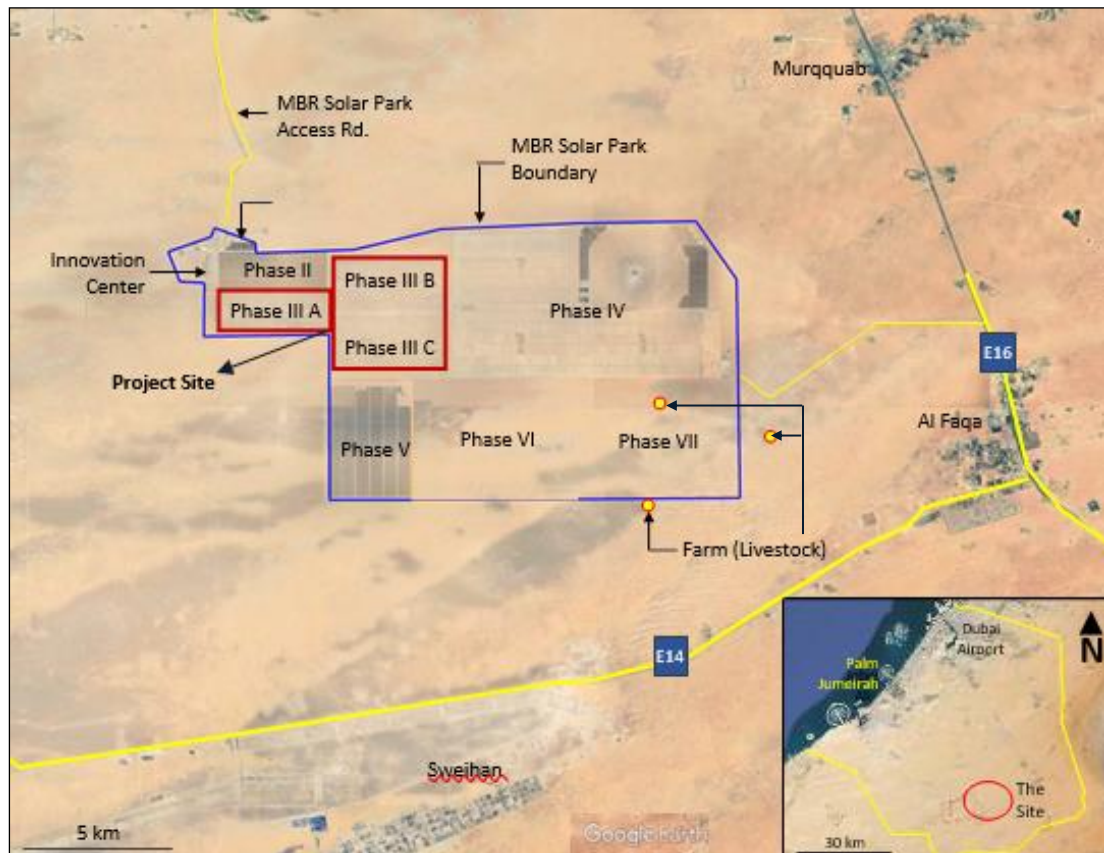 Murqquab
MBR Solar Park
Access Rd.
MBR Solar Park
Boundary
Innovation
Center
Phase II
Phase III A
Phase III B
Phase III C
Phase IV
Project Site
E16
Al Faqa
Phase V
Phase VI
Phase VII
Farm (Livestock)
E14
Sweihan
5 km
Google Earth
Dubai
Airport
N
Palm
Jumeirah
The
Site
30 km